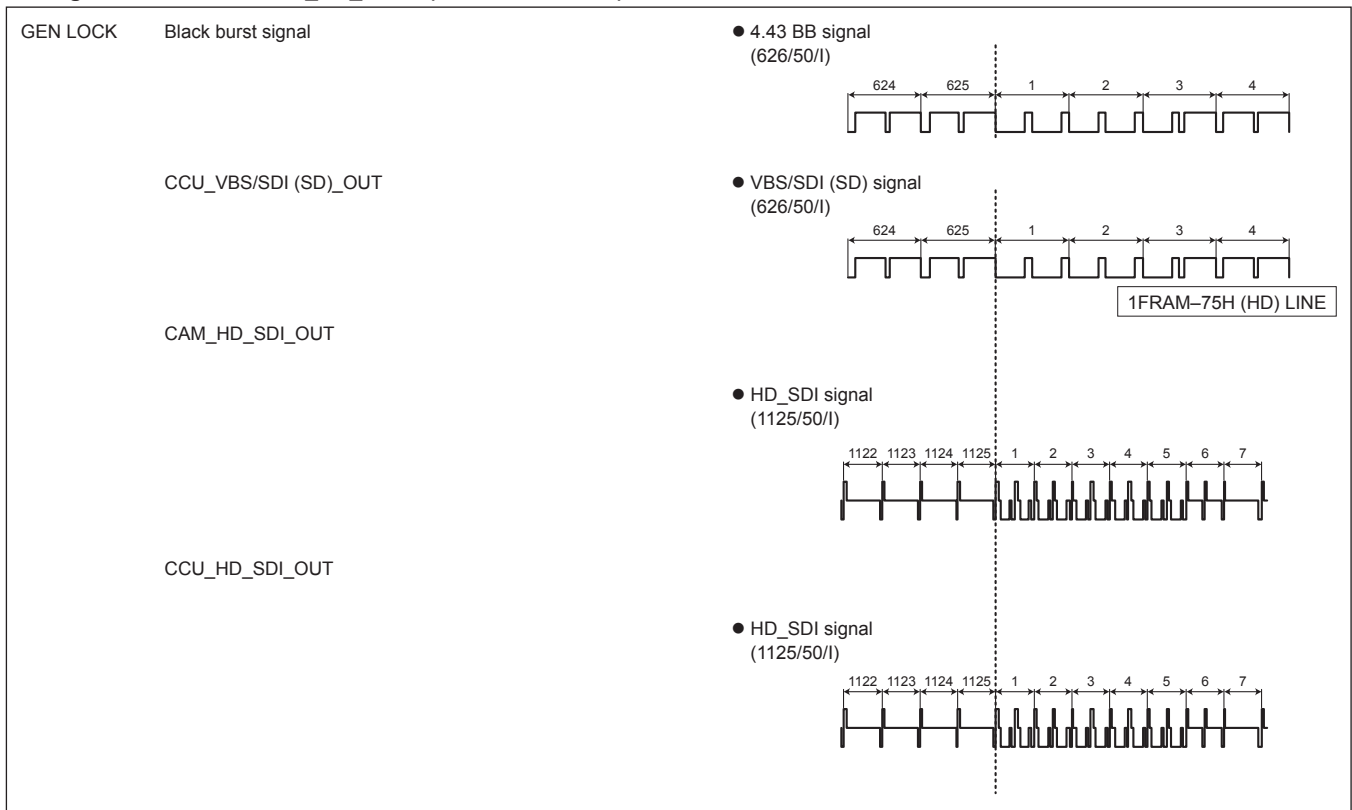 GEN LOCK Black burst signal ● 4.43 BB signal
(626/50/I)
624 625 1 2 3 4
CCU_VBS/SDI (SD)_OUT ● VBS/SDI (SD) signal
(626/50/I)
624 625 1 2 3 4
1FRAM–75H (HD) LINE
CAM_HD_SDI_OUT
● HD_SDI signal
(1125/50/I)
1122 1123 1124 1125 1 2 3 4 5 6 7
CCU_HD_SDI_OUT
● HD_SDI signal
(1125/50/I)
1122 1123 1124 1125 1 2 3 4 5 6 7